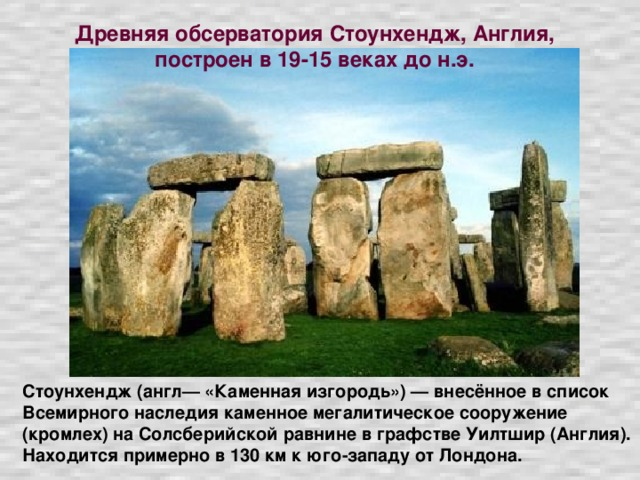 Древняя обсерватория Стоунхендж, Англия,
построен в 19-15 веках до н.э.
Стоунхендж (англ— «Каменная изгородь») — внесённое в список
Всемирного наследия каменное мегалитическое сооружение
(кромлех) на Солсберийской равнине в графстве Уилтшир (Англия).
Находится примерно в 130 км к юго-западу от Лондона.